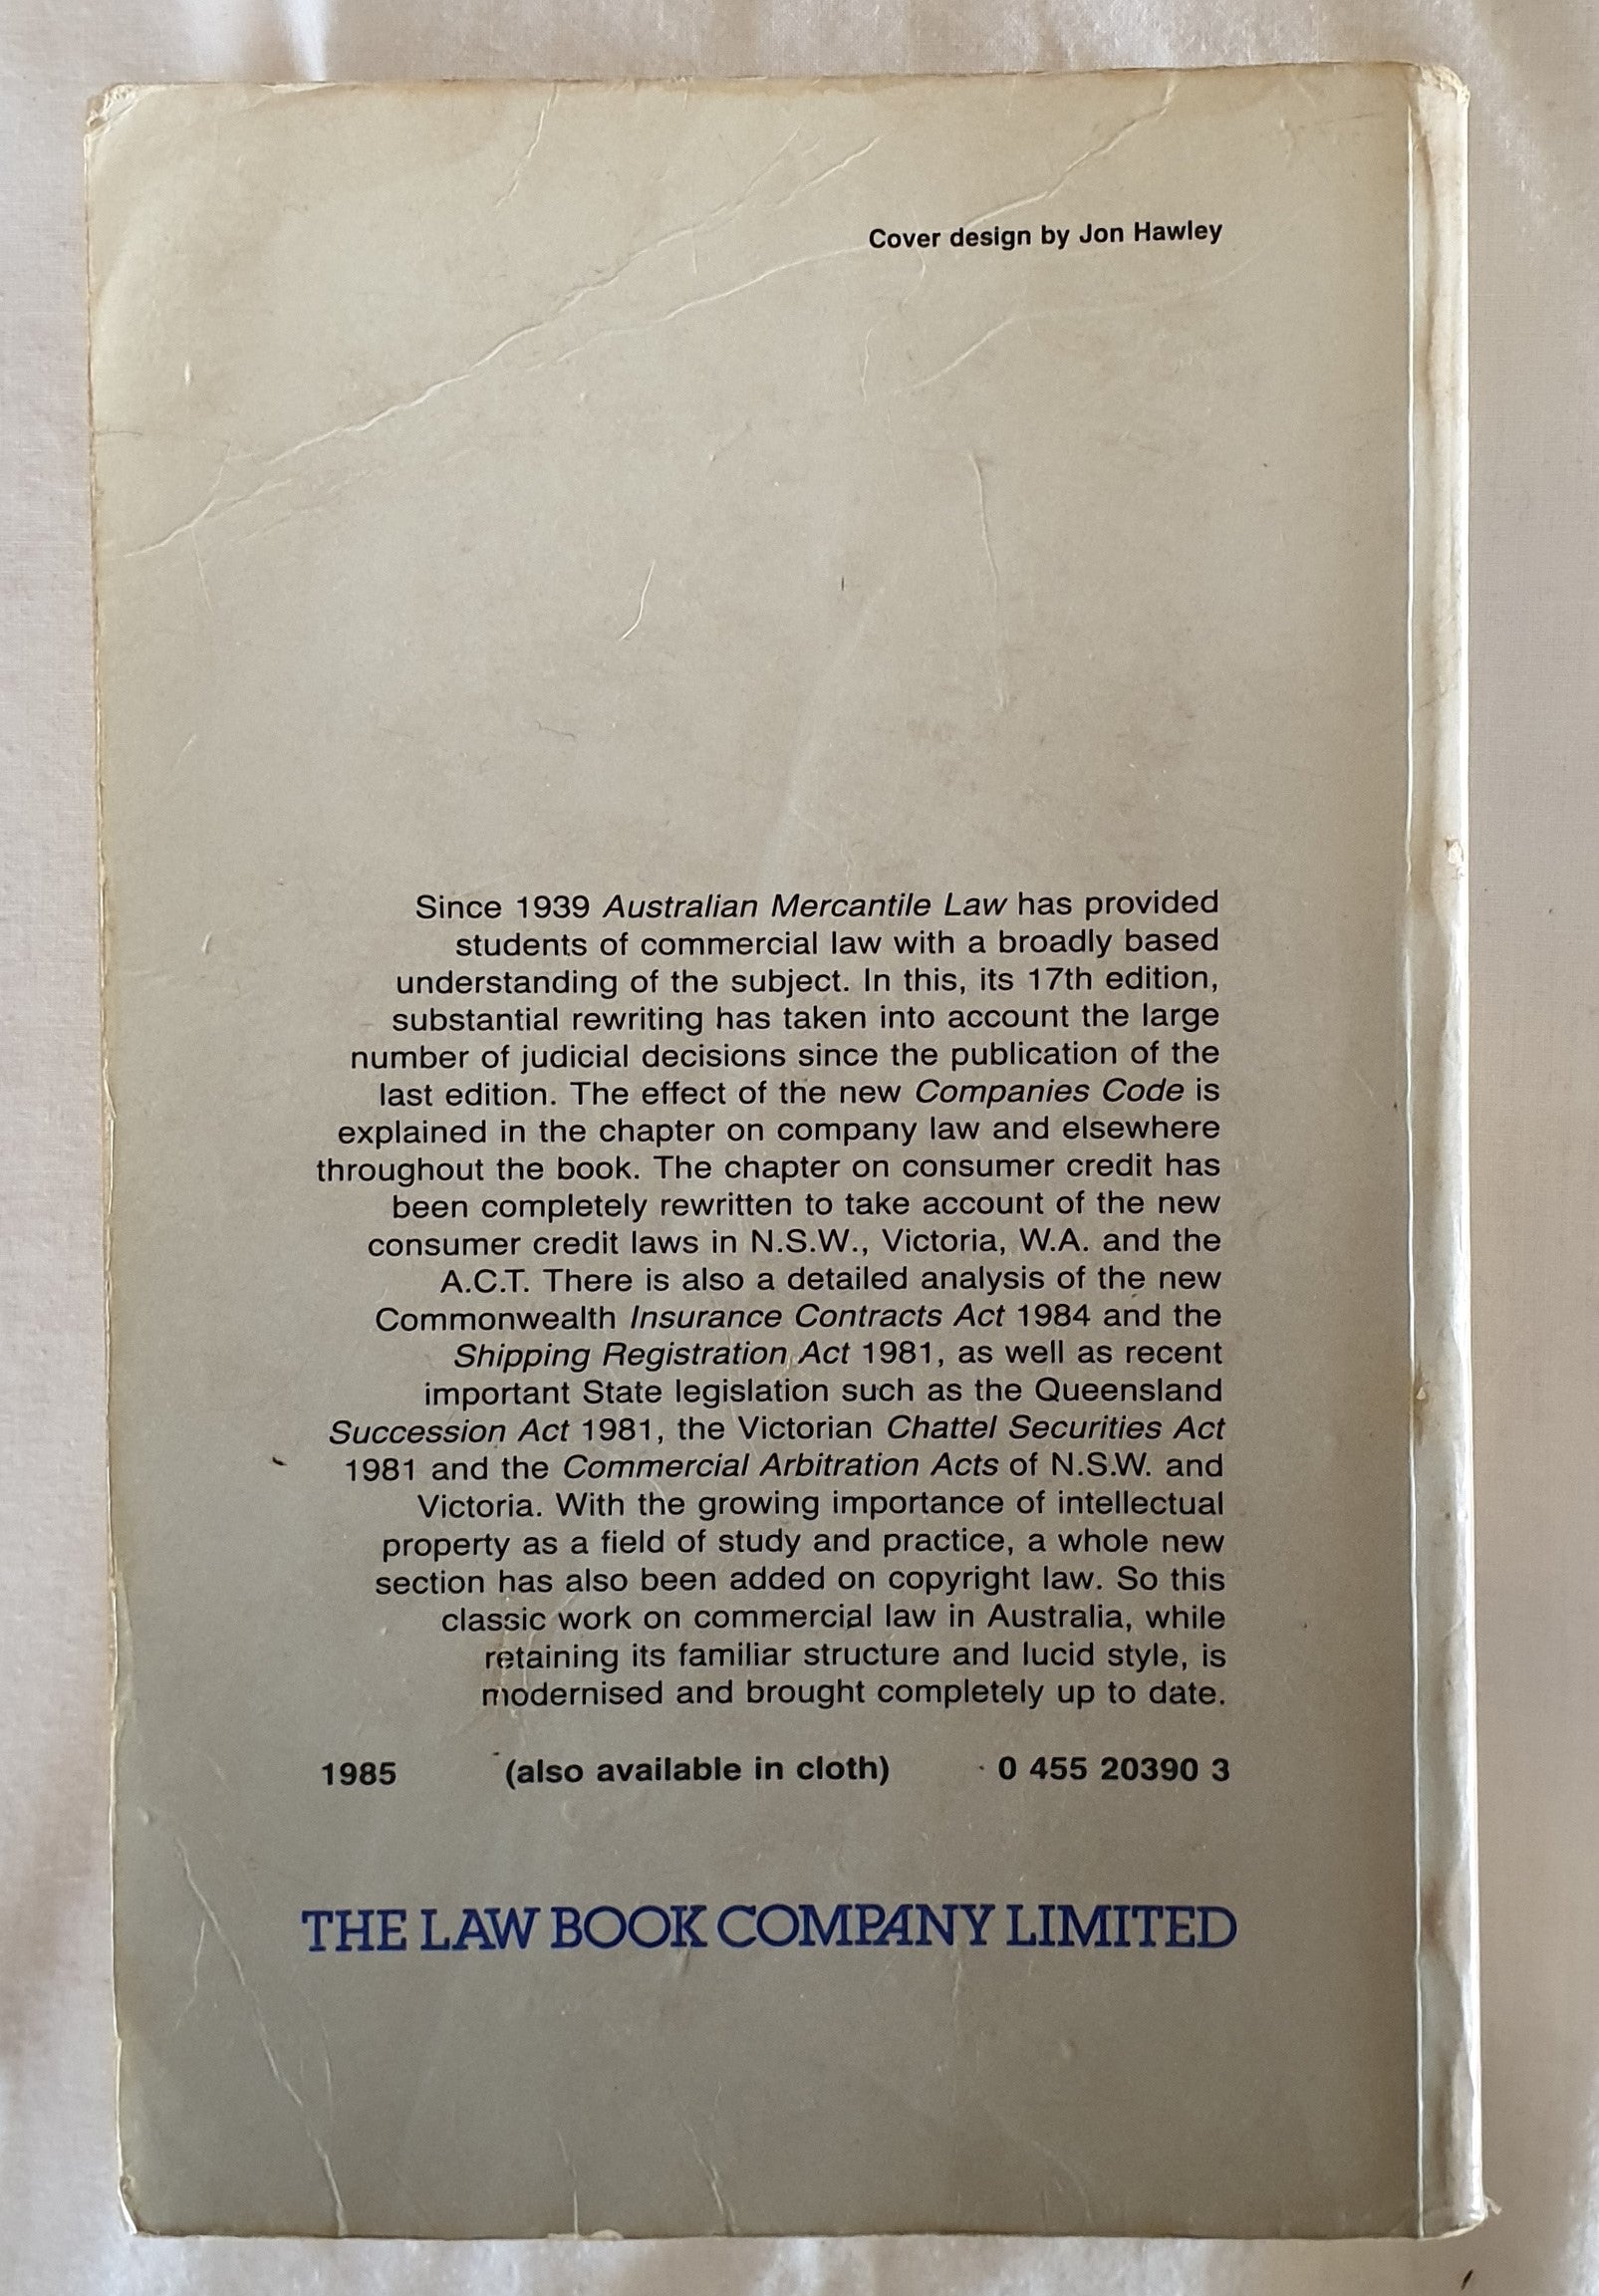 Cover design by Jon Hawley
Since 1939 Australian Mercantile Law has provided
students of commercial law with a broadly based
understanding of the subject. In this, its 17th edition,
substantial rewriting has taken into account the large
number of judicial decisions since the publication of the
last edition. The effect of the new Companies Code is
explained in the chapter on company law and elsewhere
throughout the book. The chapter on consumer credit has
been completely rewritten to take account of the new
consumer credit laws in N.S.W., Victoria, W.A. and the
A.C.T. There is also a detailed analysis of the new
Commonwealth Insurance Contracts Act 1984 and the
Shipping Registration Act 1981, as well as recent
important State legislation such as the Queensland
Succession Act 1981, the Victorian Chattel Securities Act
1981 and the Commercial Arbitration Acts of N.S.W. and
Victoria. With the growing importance of intellectual
property as a field of study and practice, a whole new
section has also been added on copyright law. So this
classic work on commercial law in Australia, while
retaining its familiar structure and lucid style, is
modernised and brought completely up to date.
1985 (also available in cloth) 0 455 20390 3
THE LAW BOOK COMPANY LIMITED